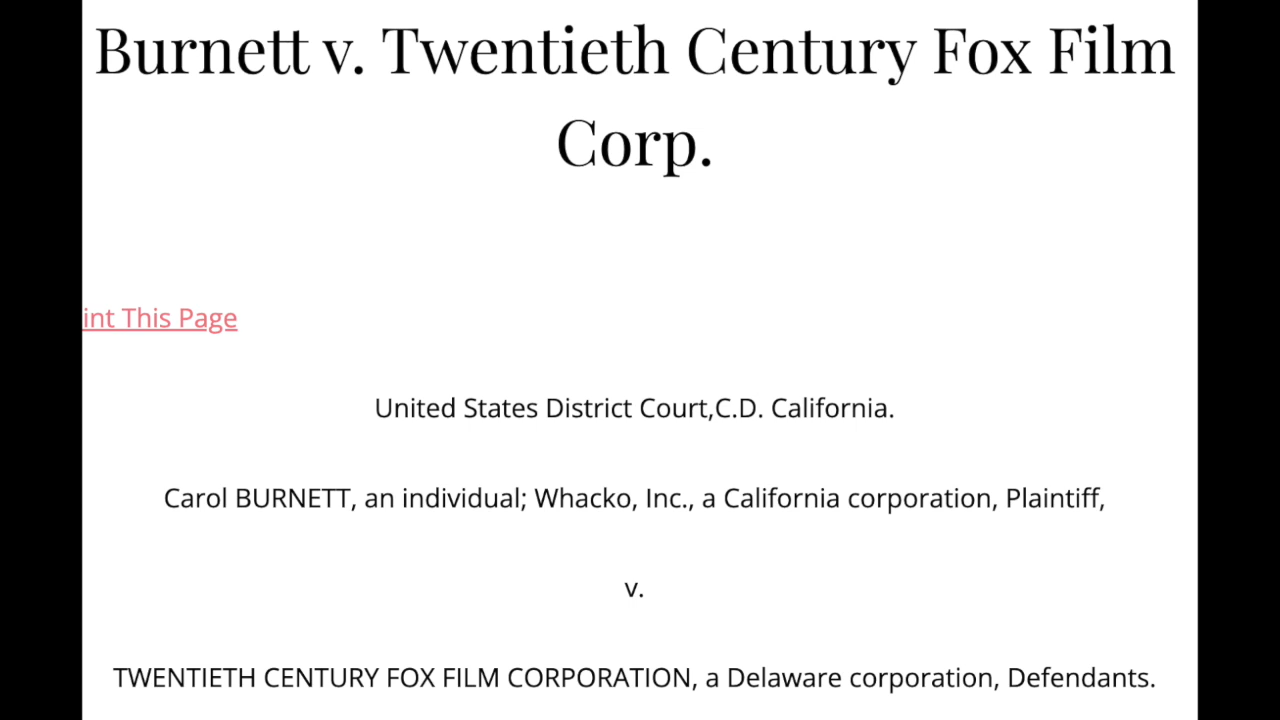 Burnett v. Twentieth Century Fox Film
Corp.
int This Page
United States District Court,C.D. California.
Carol BURNETT, an individual; Whacko, Inc., a California corporation, Plaintiff,
v.
TWENTIETH CENTURY FOX FILM CORPORATION, a Delaware corporation, Defendants.